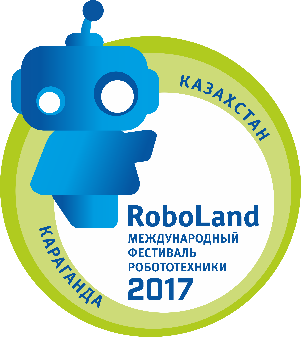 КАЗАХСТАН
RoboLand
МЕЖДУНАРОДНЫЙ
ФЕСТИВАЛЬ
РОБОТОТЕХНИКИ
2017
КАРАГАНДА